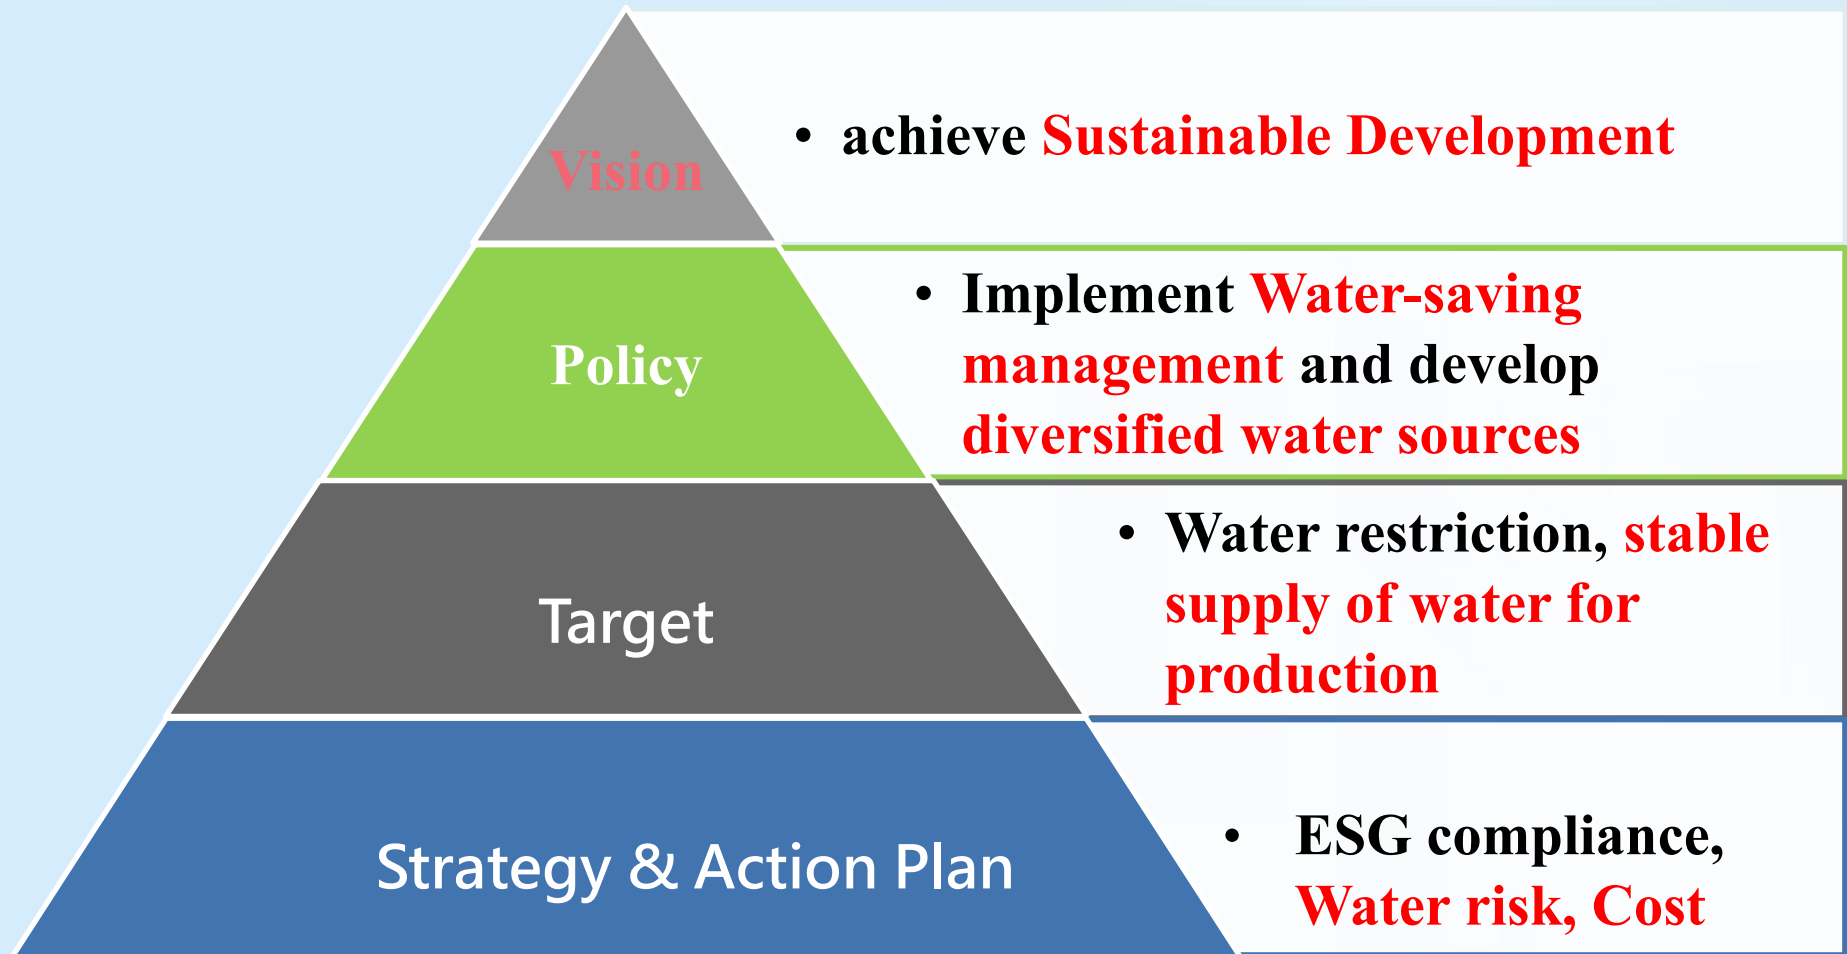 Vision
• achieve Sustainable Development
Policy
• Implement Water-saving
management and develop
diversified water sources
Target
• Water restriction, stable
supply of water for
production
Strategy & Action Plan
• ESG compliance,
Water risk, Cost